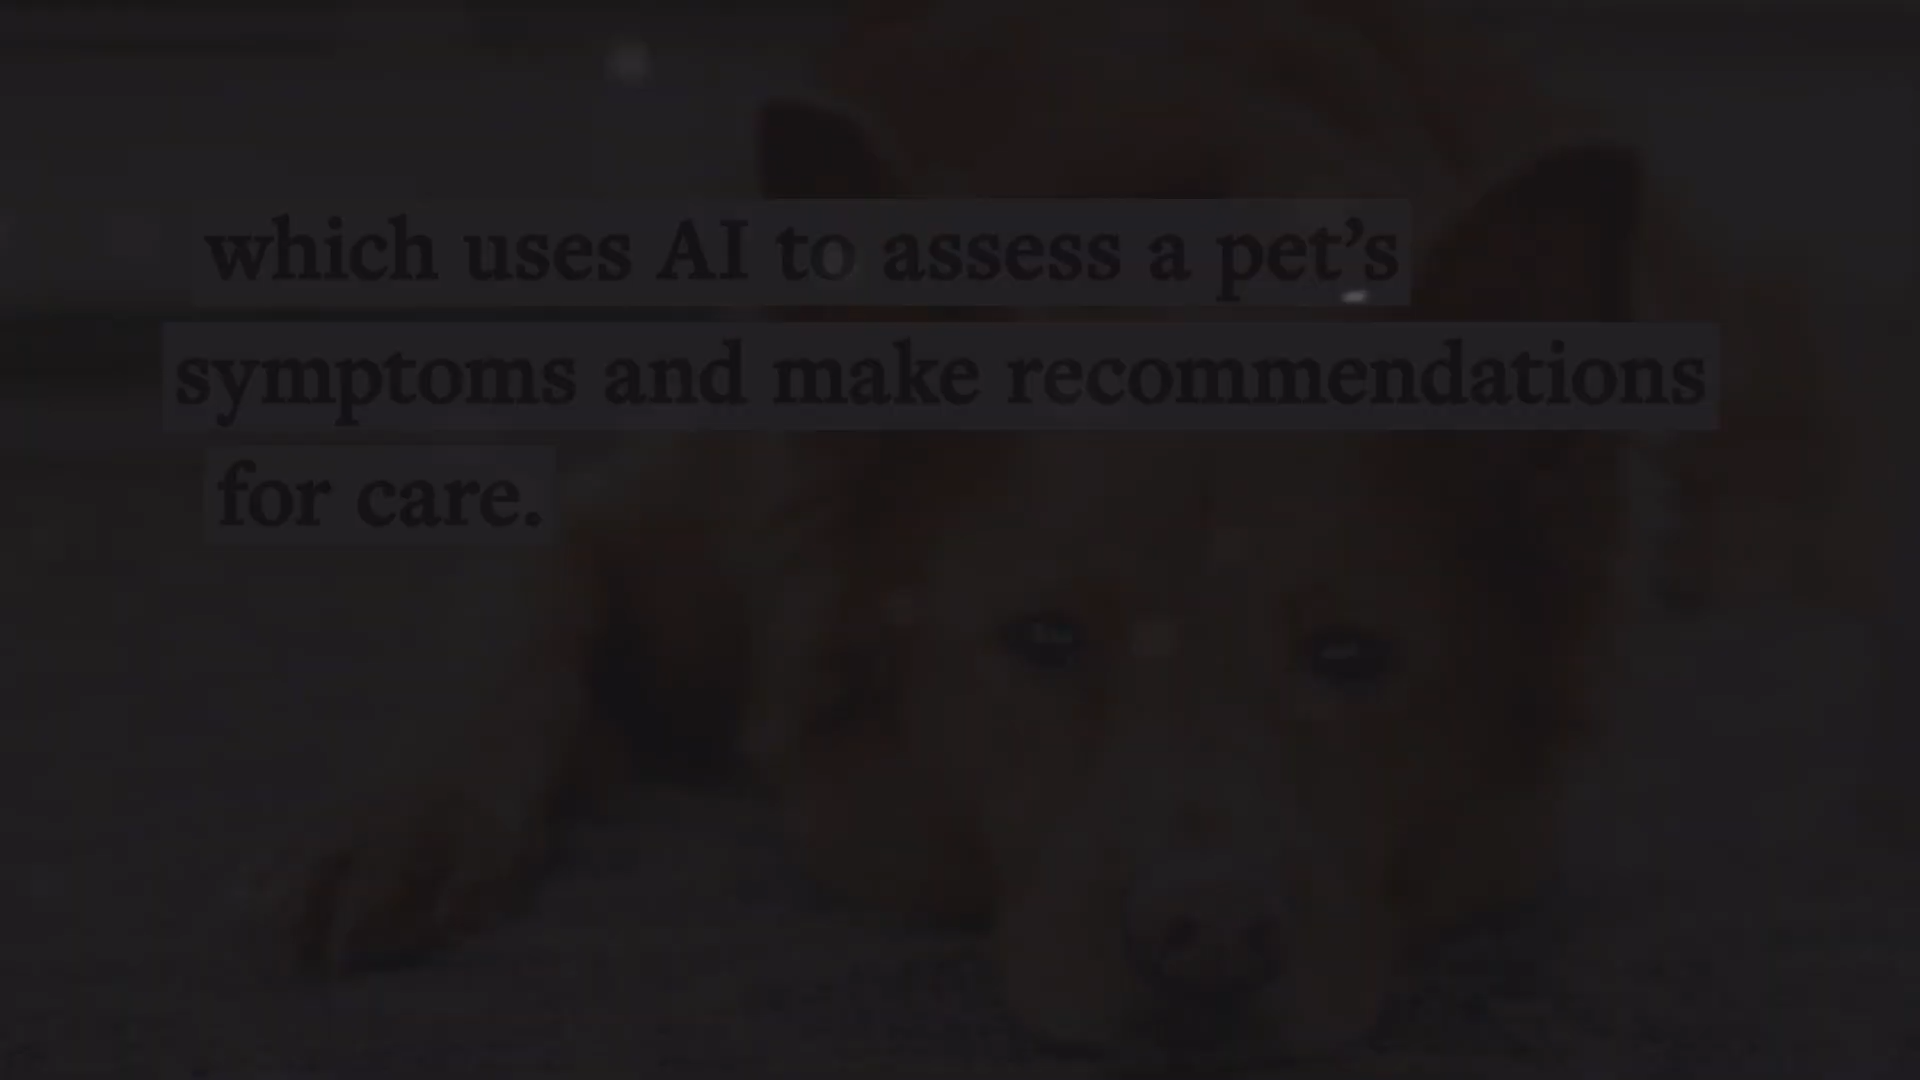 which uses AI to assess a pet’s
symptoms and make recommendations
for care.